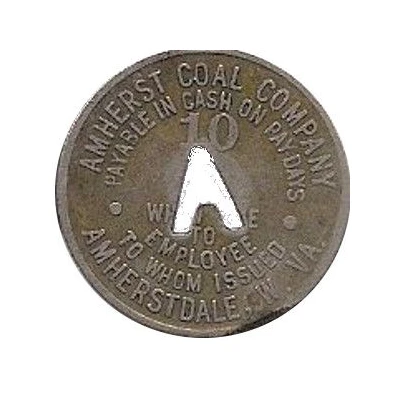 AMHERST COAL COMPANY
PAYABLE IN CASH ON PAY-DAYS
10
A
TO
EMPLOYEE
TO WHOM ISSUED
AMHERSTDALE, W. VA.